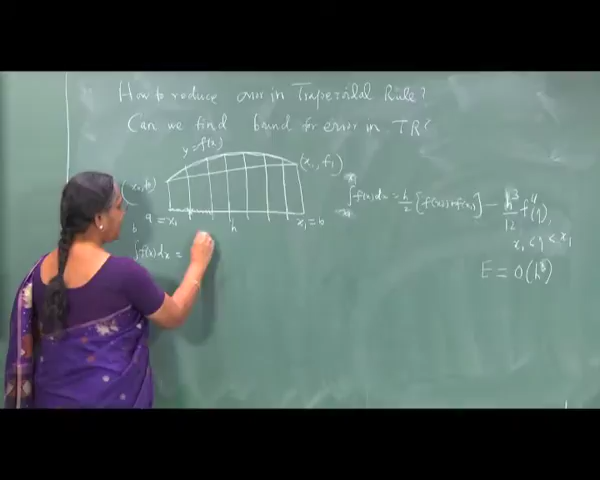 How to reduce error in Trapezoidal Rule?
Can we find bound for error in TR?
y=f(x)
(x₀,f₀)
(x₁,f₁)
a = x₀
h
x₁=b
∫f(x)dx = h/2 [f(x₀)+f(x₁)] − h³/12 f''(η),
x₀<η<x₁
E = O(h³)
b
∫f(x)dx =